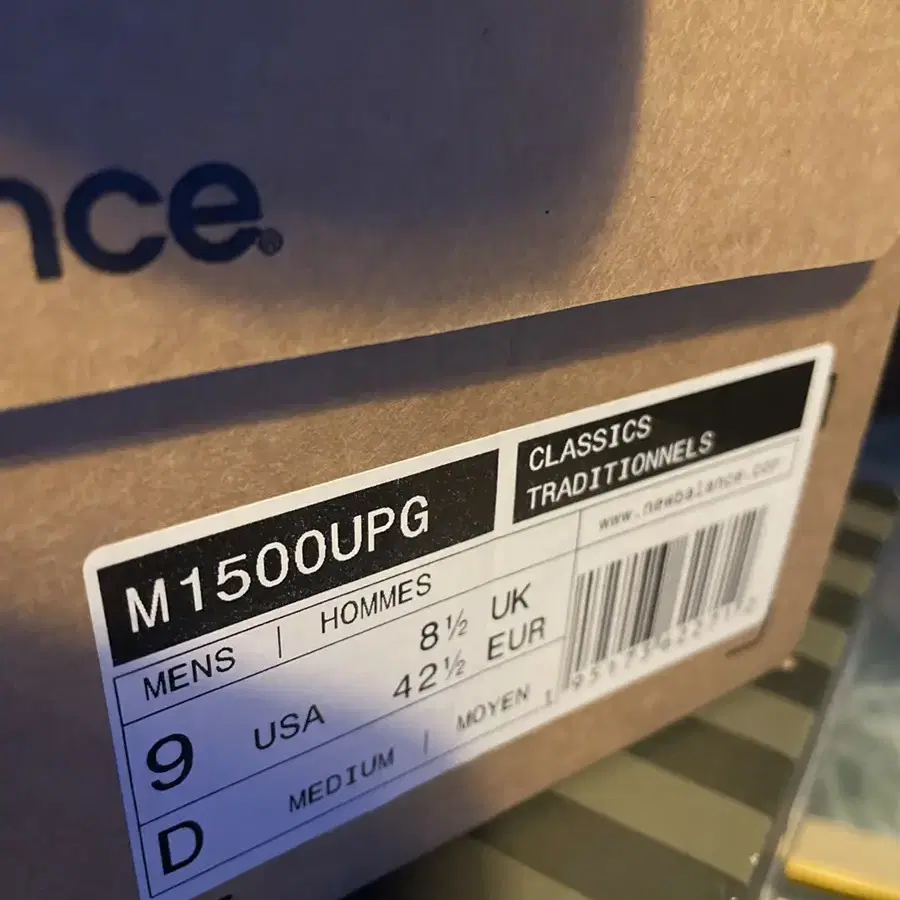 nce®
M1500UPG
CLASSICS
TRADITIONNELS
www.newbalance.com
MENS | HOMMES
9 USA
8½ UK
42½ EUR
D MEDIUM | MOYEN